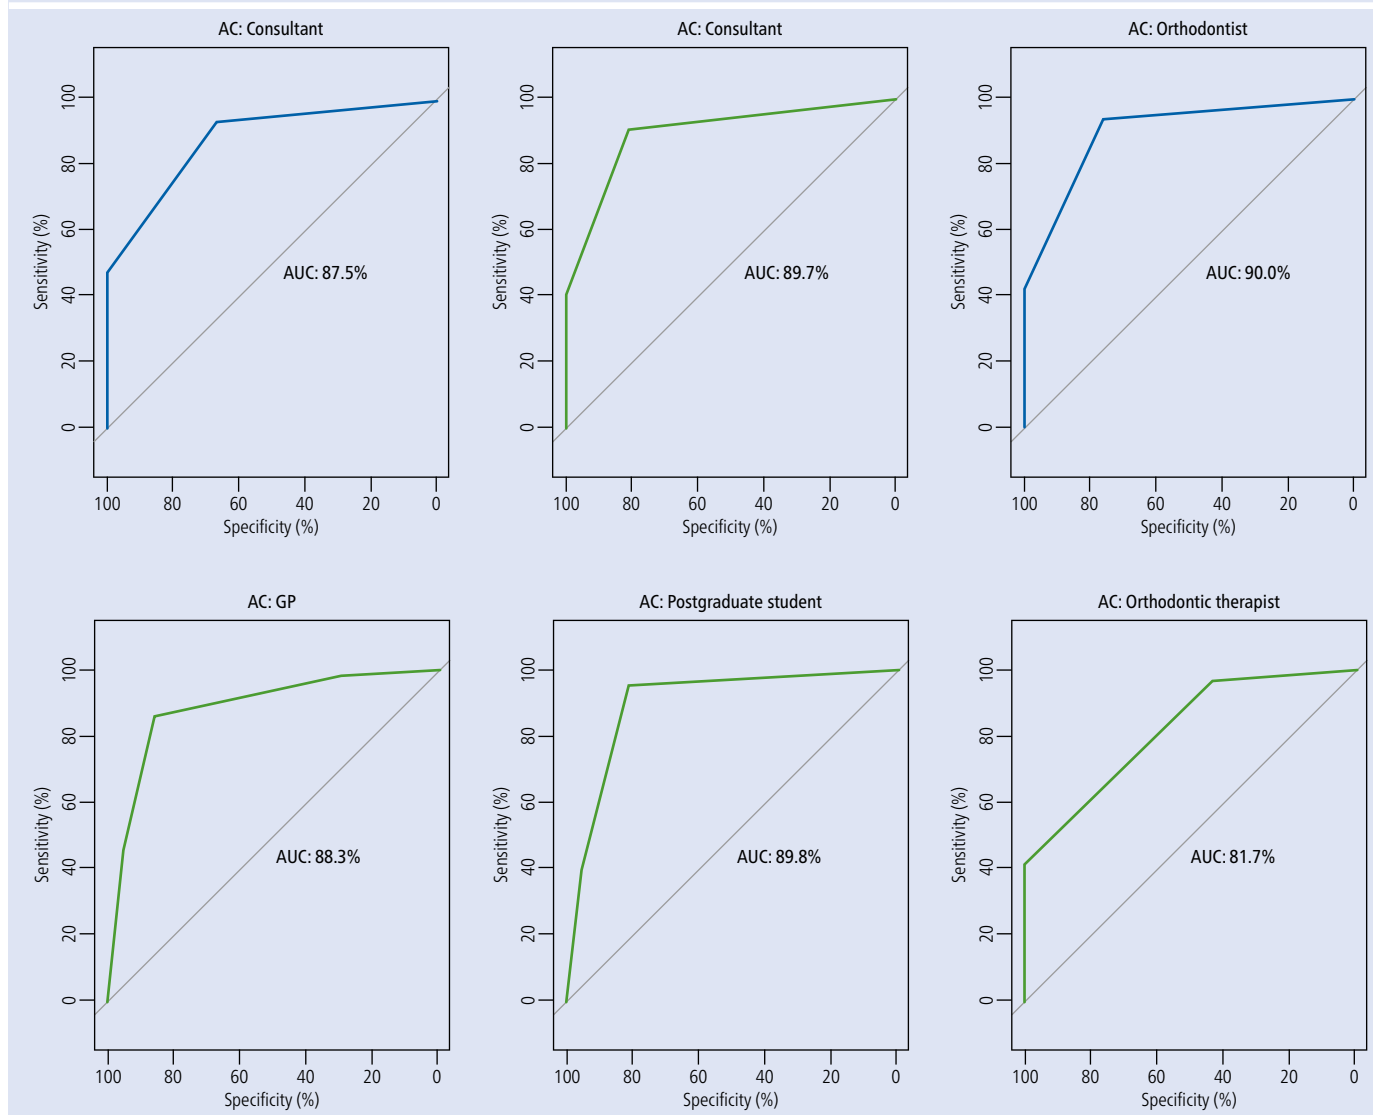 AC: Consultant
Sensitivity (%)
100
80
60
40
20
0
AUC: 87.5%
100 80 60 40 20 0
Specificity (%)
AC: Consultant
Sensitivity (%)
100
80
60
40
20
0
AUC: 89.7%
100 80 60 40 20 0
Specificity (%)
AC: Orthodontist
Sensitivity (%)
100
80
60
40
20
0
AUC: 90.0%
100 80 60 40 20 0
Specificity (%)
AC: GP
Sensitivity (%)
100
80
60
40
20
0
AUC: 88.3%
100 80 60 40 20 0
Specificity (%)
AC: Postgraduate student
Sensitivity (%)
100
80
60
40
20
0
AUC: 89.8%
100 80 60 40 20 0
Specificity (%)
AC: Orthodontic therapist
Sensitivity (%)
100
80
60
40
20
0
AUC: 81.7%
100 80 60 40 20 0
Specificity (%)